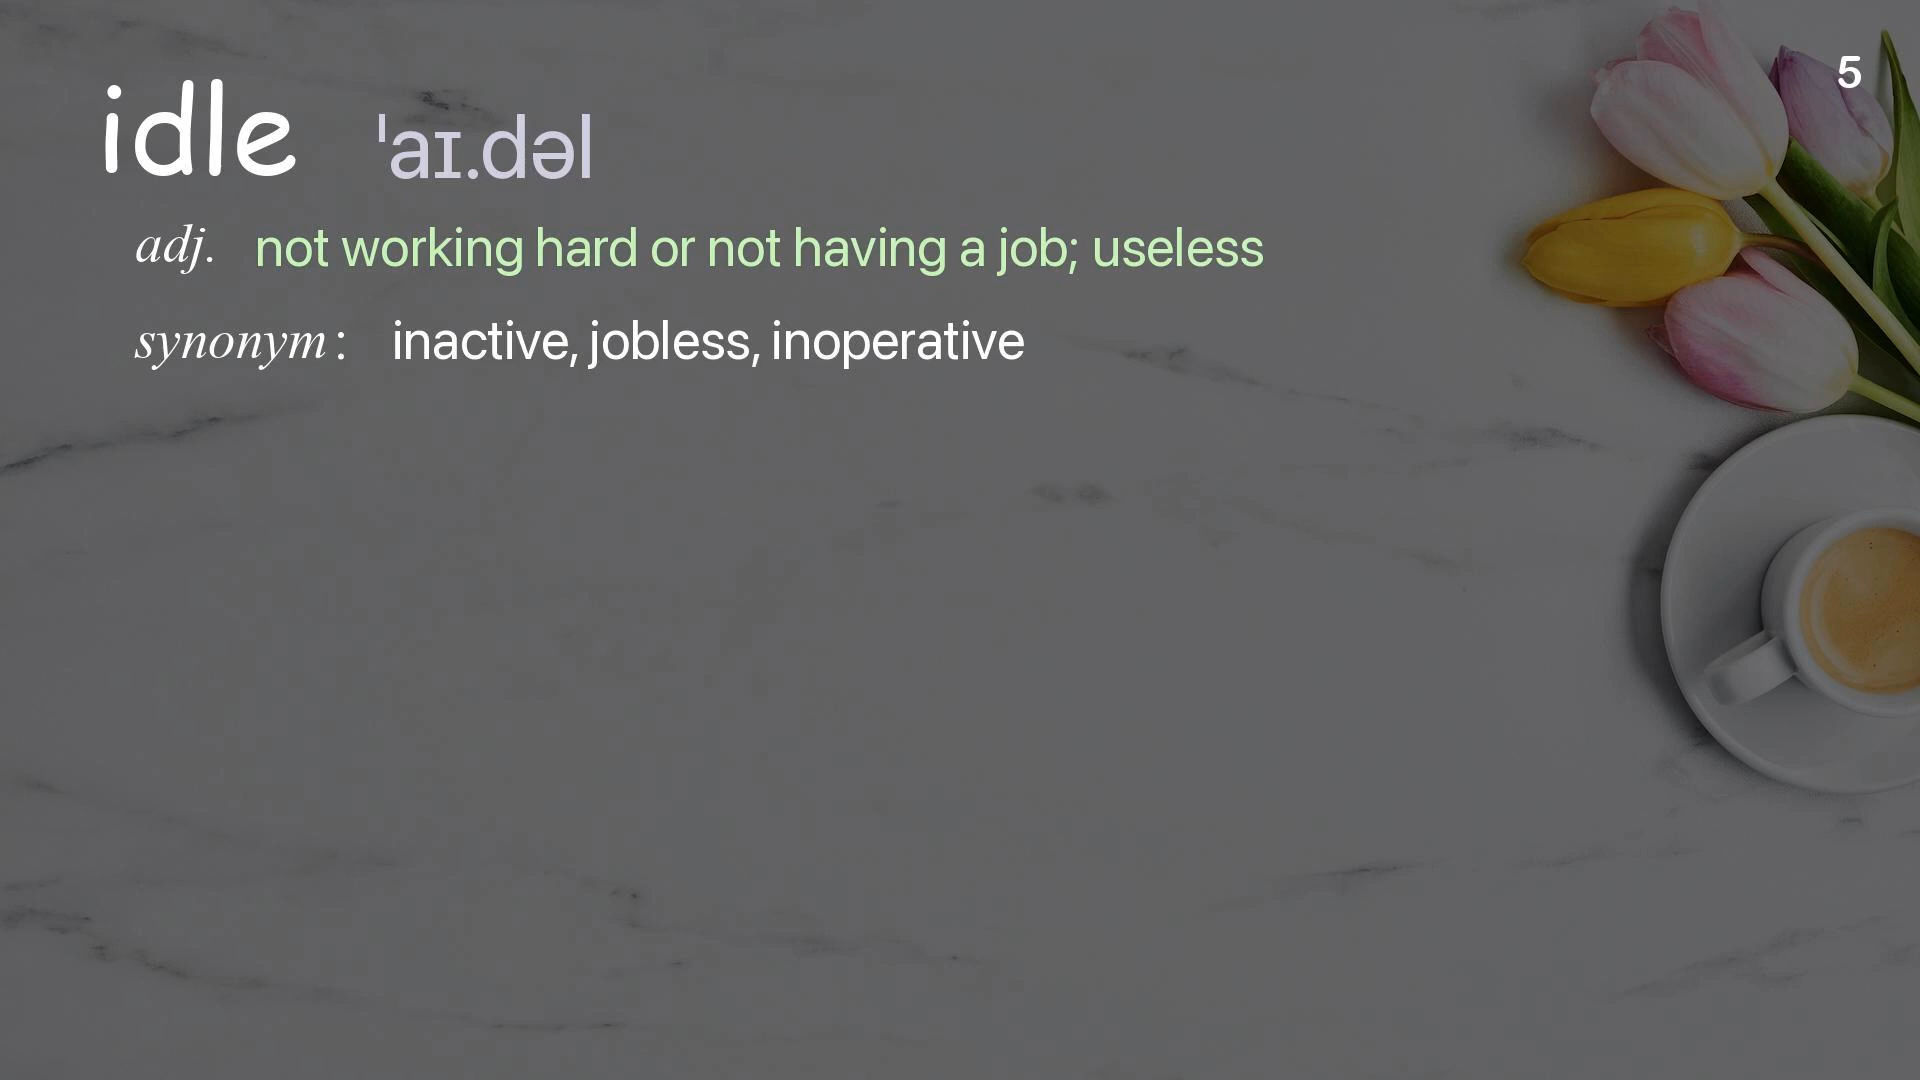 5
idle ˈaɪ.dəl
adj. not working hard or not having a job; useless
synonym: inactive, jobless, inoperative